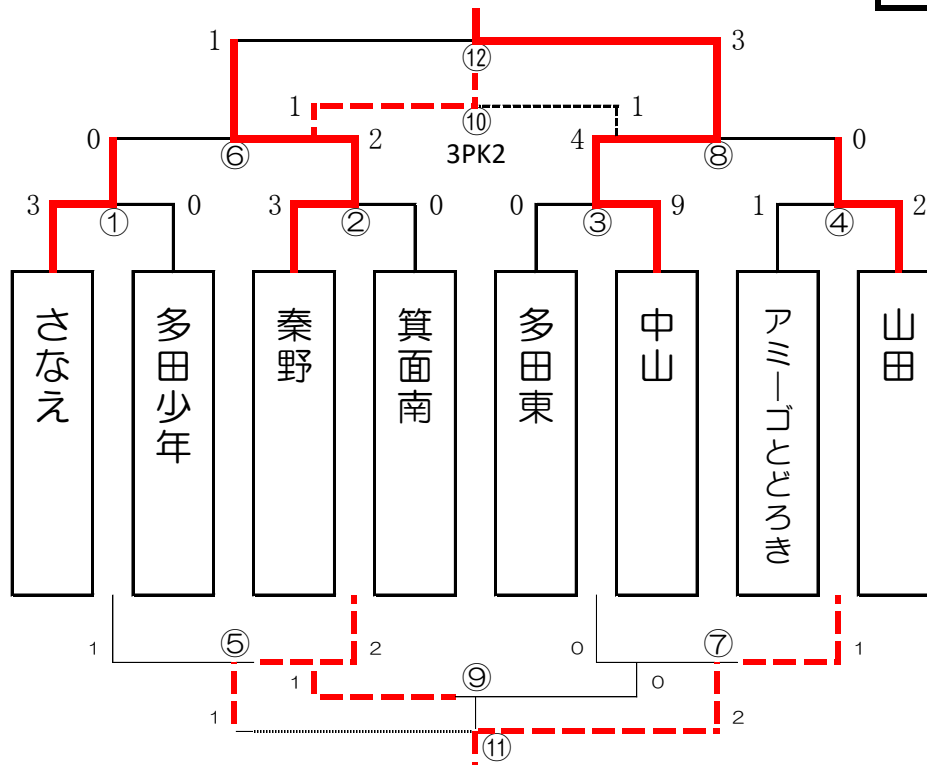 1 ⑫ 3
1 ⑩ 1
0 ⑥ 2 3PK2 4 ⑧ 0
3 ① 0 3 ② 0 0 ③ 9 1 ④ 2
さなえ
多田少年
秦野
箕面南
多田東
中山
アミーゴとどろき
山田
1 ⑤ 2 0 ⑦ 1
1 ⑨ 0
1 ⑪ 2